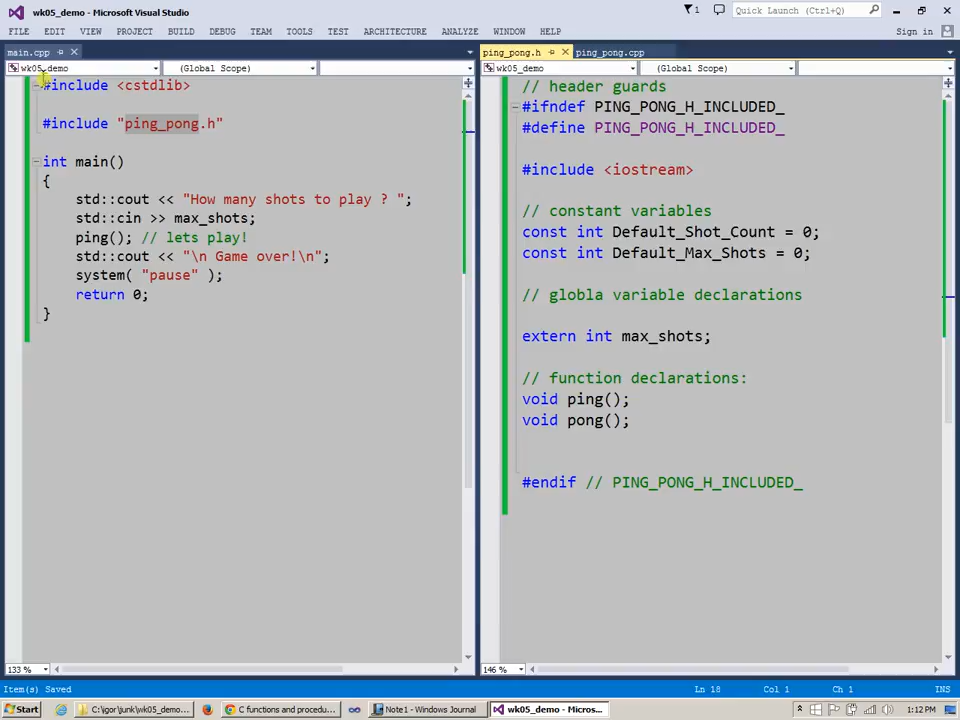 wk05_demo - Microsoft Visual Studio
1
Quick Launch (Ctrl+Q)
FILE EDIT VIEW PROJECT BUILD DEBUG TEAM TOOLS TEST ARCHITECTURE ANALYZE WINDOW HELP
Sign in
main.cpp
wk05_demo
(Global Scope)
#include <cstdlib>
#include "ping_pong.h"
int main()
{
std::cout << "How many shots to play ? ";
std::cin >> max_shots;
ping(); // lets play!
std::cout << "\n Game over!\n";
system( "pause" );
return 0;
}
133 %
ping_pong.h ping_pong.cpp
wk05_demo
(Global Scope)
// header guards
#ifndef PING_PONG_H_INCLUDED_
#define PING_PONG_H_INCLUDED_
#include <iostream>
// constant variables
const int Default_Shot_Count = 0;
const int Default_Max_Shots = 0;
// globla variable declarations
extern int max_shots;
// function declarations:
void ping();
void pong();
#endif // PING_PONG_H_INCLUDED_
146 %
Item(s) Saved
Ln 18 Col 1 Ch 1 INS
Start
C:\igor\junk\wk05_demo...
C functions and procedu...
Note1 - Windows Journal
wk05_demo - Micros...
1:12 PM